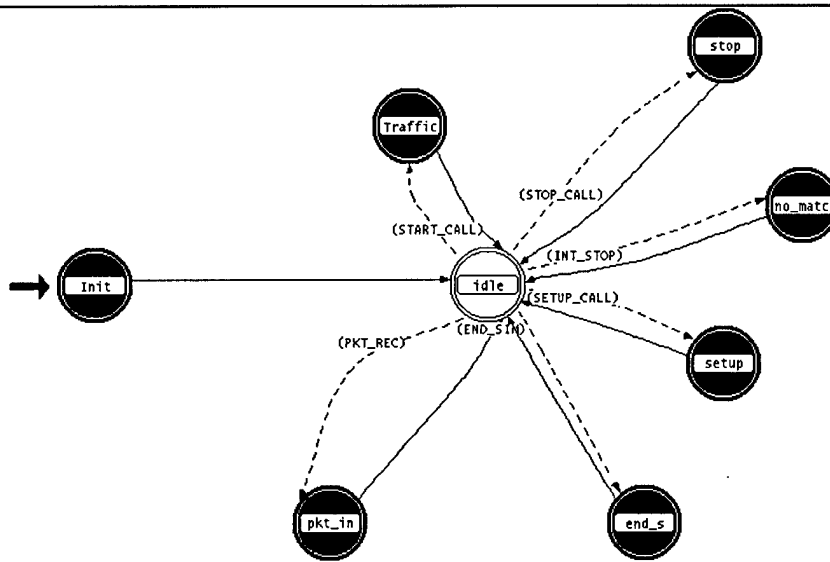 stop
Traffic
(STOP_CALL)
no_matc
(START_CALL)
(INT_STOP)
Init
idle
(SETUP_CALL)
(END_SIM)
(PKT_REC)
setup
pkt_in
end_s